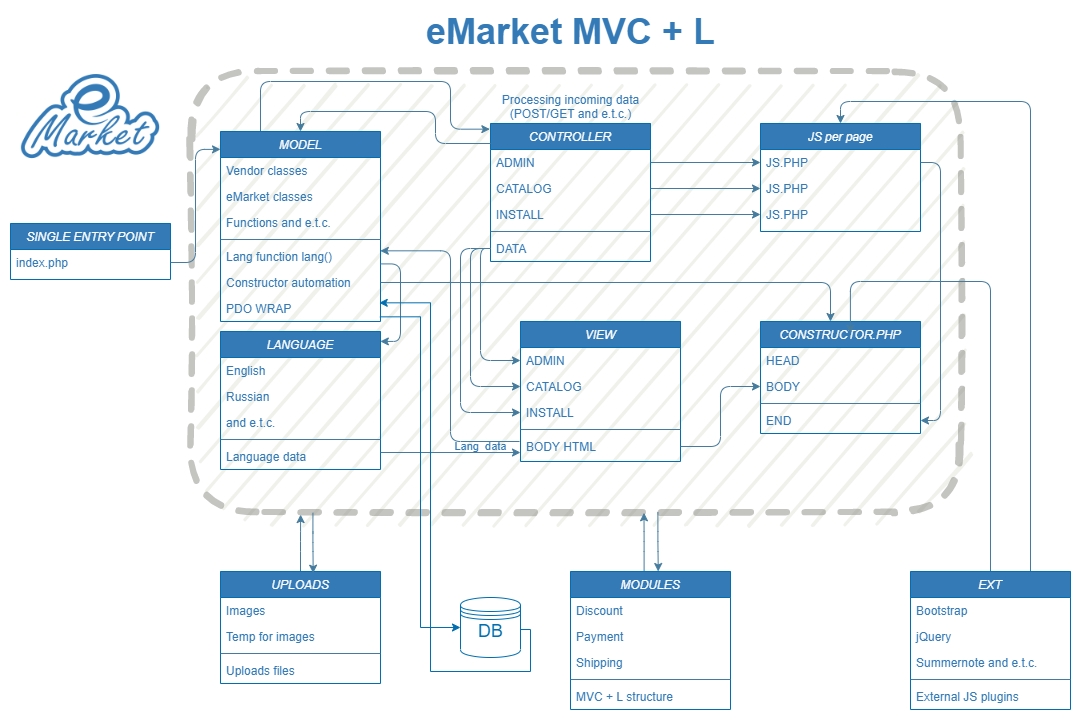 eMarket MVC + L
e
Market
Processing incoming data
(POST/GET and e.t.c.)
SINGLE ENTRY POINT
index.php
MODEL
Vendor classes
eMarket classes
Functions and e.t.c.
Lang function lang()
Constructor automation
PDO WRAP
LANGUAGE
English
Russian
and e.t.c.
Language data
CONTROLLER
ADMIN
CATALOG
INSTALL
DATA
JS per page
JS.PHP
JS.PHP
JS.PHP
VIEW
ADMIN
CATALOG
INSTALL
BODY HTML
Lang data
CONSTRUCTOR.PHP
HEAD
BODY
END
UPLOADS
Images
Temp for images
Uploads files
DB
MODULES
Discount
Payment
Shipping
MVC + L structure
EXT
Bootstrap
jQuery
Summernote and e.t.c.
External JS plugins